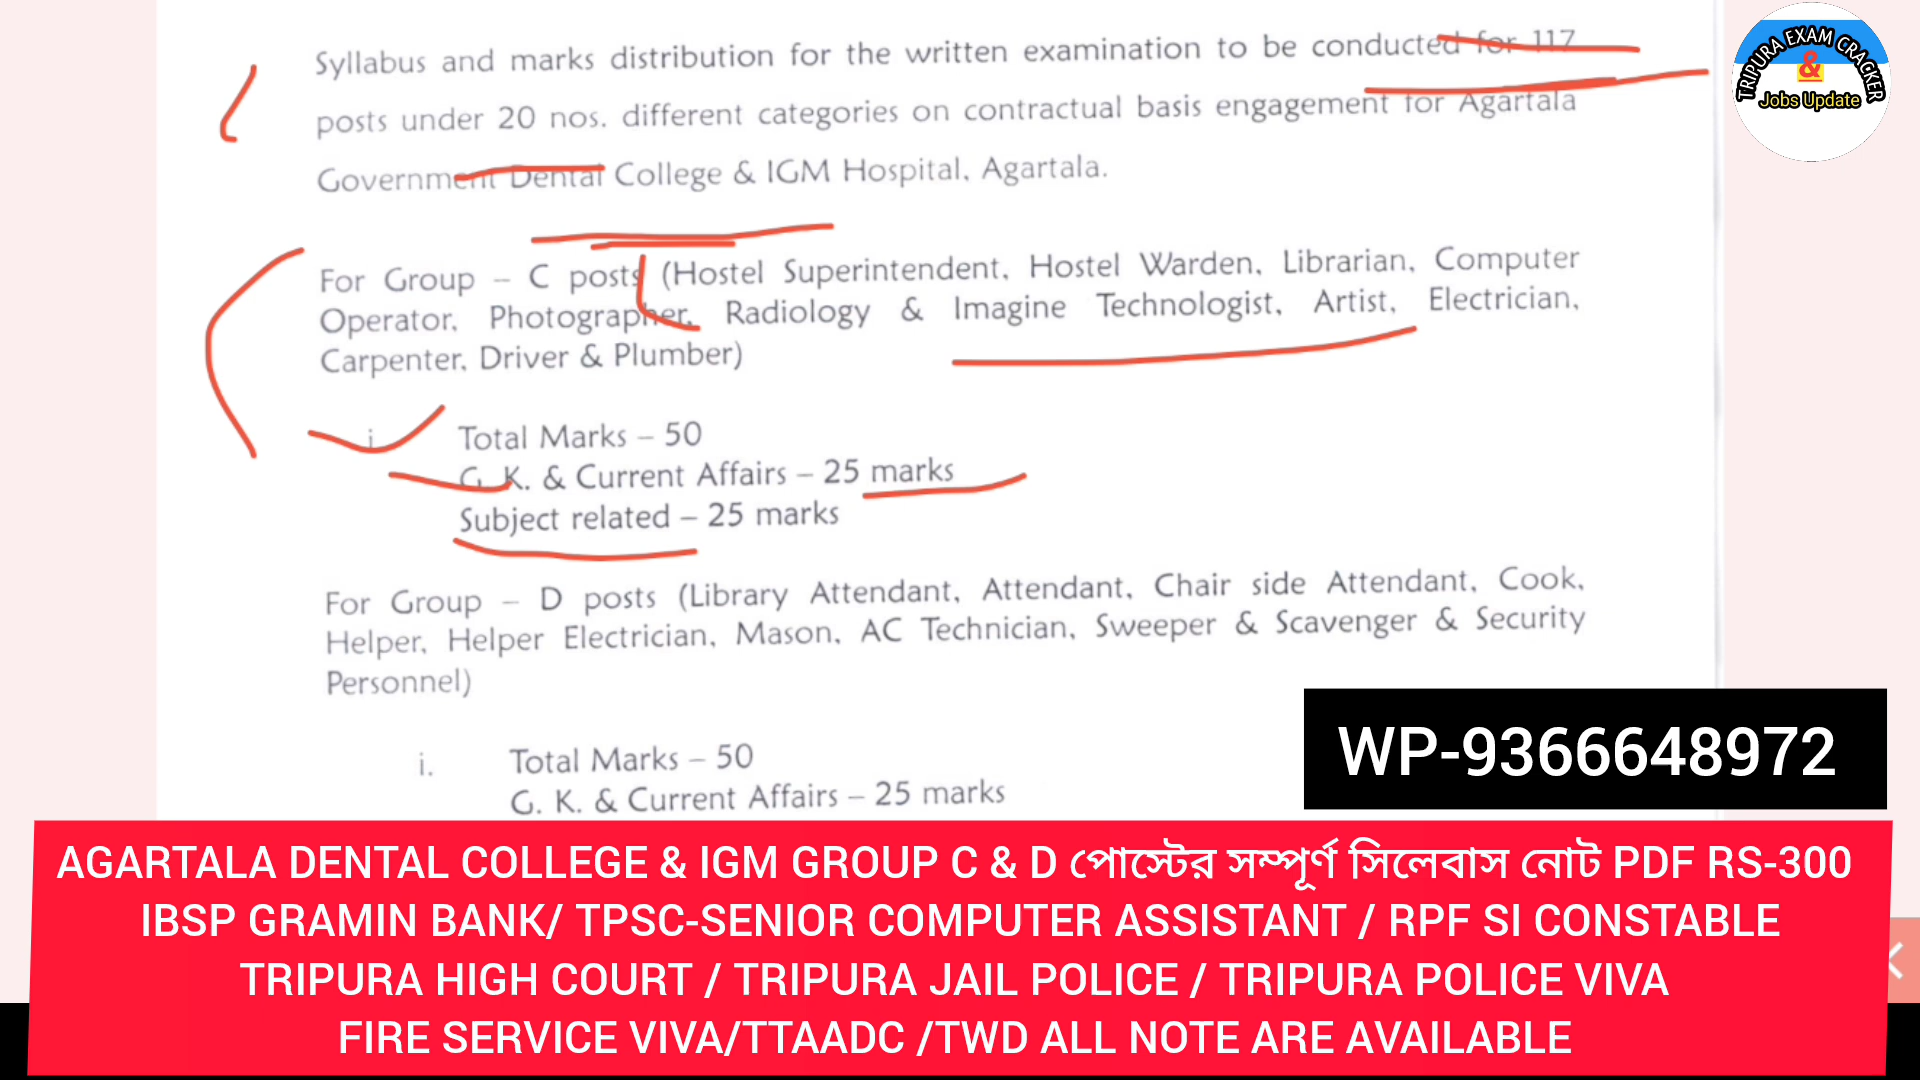 Syllabus and marks distribution for the written examination to be conducted for 117
posts under 20 nos. different categories on contractual basis engagement for Agartala
Government Dental College & IGM Hospital, Agartala.
For Group – C posts (Hostel Superintendent, Hostel Warden, Librarian, Computer
Operator, Photographer, Radiology & Imagine Technologist, Artist, Electrician,
Carpenter, Driver & Plumber)
i. Total Marks – 50
G. K. & Current Affairs – 25 marks
Subject related – 25 marks
For Group – D posts (Library Attendant, Attendant, Chair side Attendant, Cook,
Helper, Helper Electrician, Mason, AC Technician, Sweeper & Scavenger & Security
Personnel)
i. Total Marks – 50
G. K. & Current Affairs – 25 marks
TRIPURA EXAM CRACKER
&
Jobs Update
WP-9366648972
AGARTALA DENTAL COLLEGE & IGM GROUP C & D পোস্টের সম্পূর্ণ সিলেবাস নোট PDF RS-300
IBSP GRAMIN BANK/ TPSC-SENIOR COMPUTER ASSISTANT / RPF SI CONSTABLE
TRIPURA HIGH COURT / TRIPURA JAIL POLICE / TRIPURA POLICE VIVA
FIRE SERVICE VIVA/TTAADC /TWD ALL NOTE ARE AVAILABLE